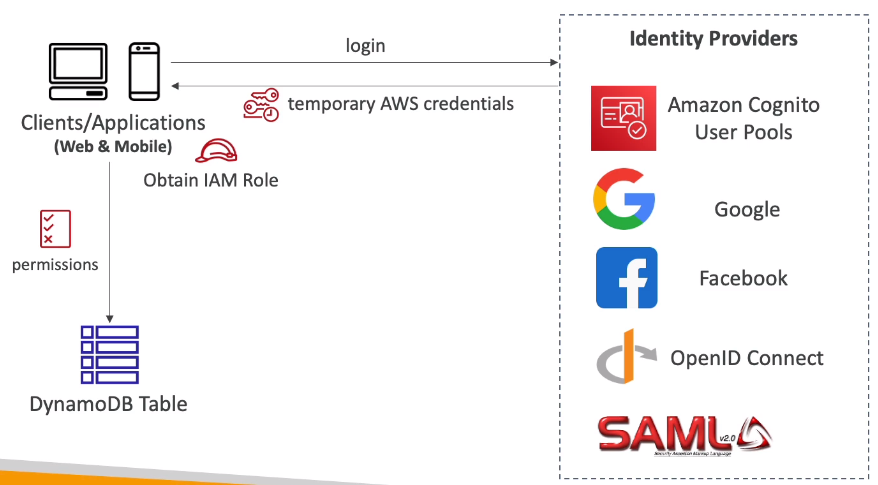 login
Identity Providers
temporary AWS credentials
Clients/Applications
(Web & Mobile)
Obtain IAM Role
permissions
DynamoDB Table
Amazon Cognito
User Pools
Google
Facebook
OpenID Connect
SAML v2.0
Security Assertion Markup Language